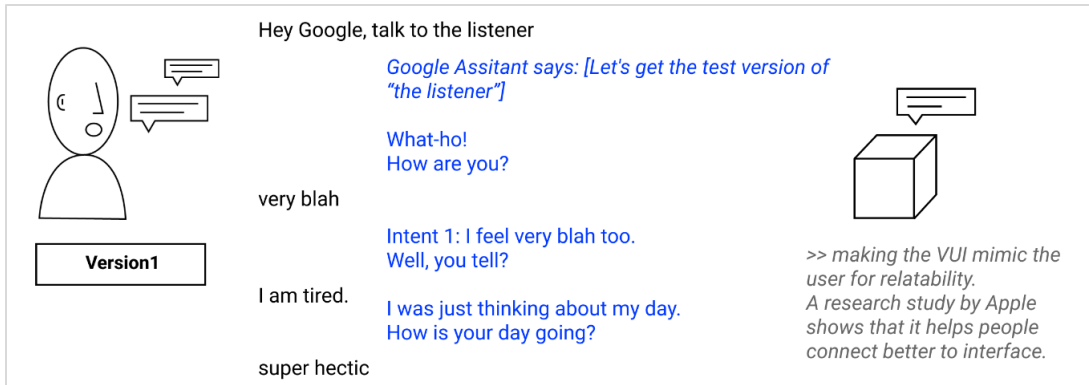 Hey Google, talk to the listener
Google Assitant says: [Let's get the test version of
“the listener”]
What-ho!
How are you?
very blah
Intent 1: I feel very blah too.
Well, you tell?
I am tired.
I was just thinking about my day.
How is your day going?
super hectic
Version1
>> making the VUI mimic the
user for relatability.
A research study by Apple
shows that it helps people
connect better to interface.